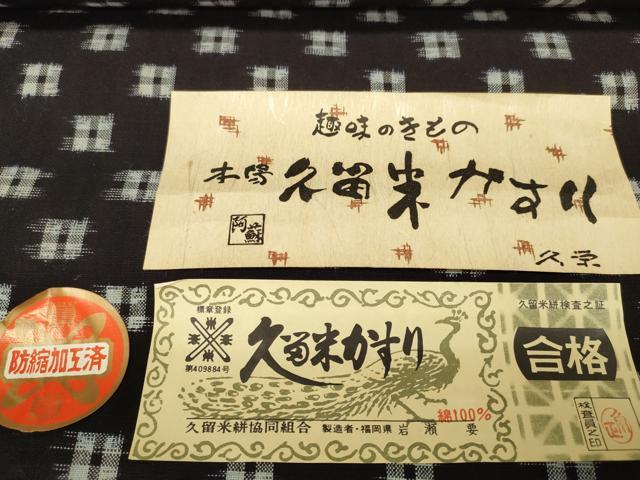 趣味のきもの
本場 久留米かすり
阿蘇
久栄
防縮加工済
標章登録
第409884号
久留米かすり
綿100%
久留米絣協同組合 製造者・福岡県 岩瀬 要
久留米絣検査之証
合格
検査員之印